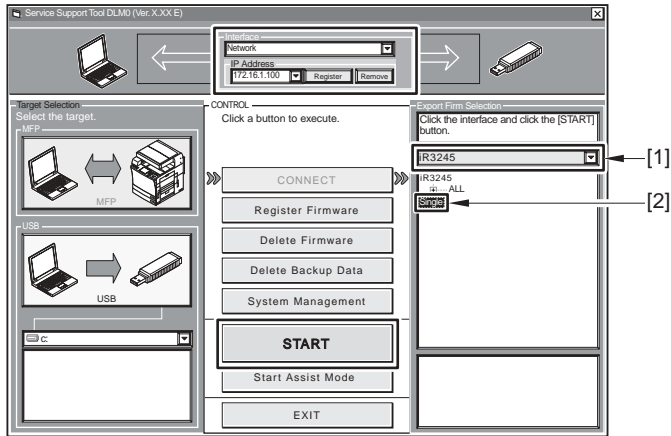 Service Support Tool DLM0 (Ver. X.XX E)
Interface
Network
IP Address
172.16.1.100
Register
Remove
Target Selection
Select the target.
MFP
MFP
USB
USB
C:
CONTROL
Click a button to execute.
CONNECT
Register Firmware
Delete Firmware
Delete Backup Data
System Management
START
Start Assist Mode
EXIT
Export Firm Selection
Click the interface and click the [START]
button.
iR3245
iR3245
ALL
Single
[1]
[2]